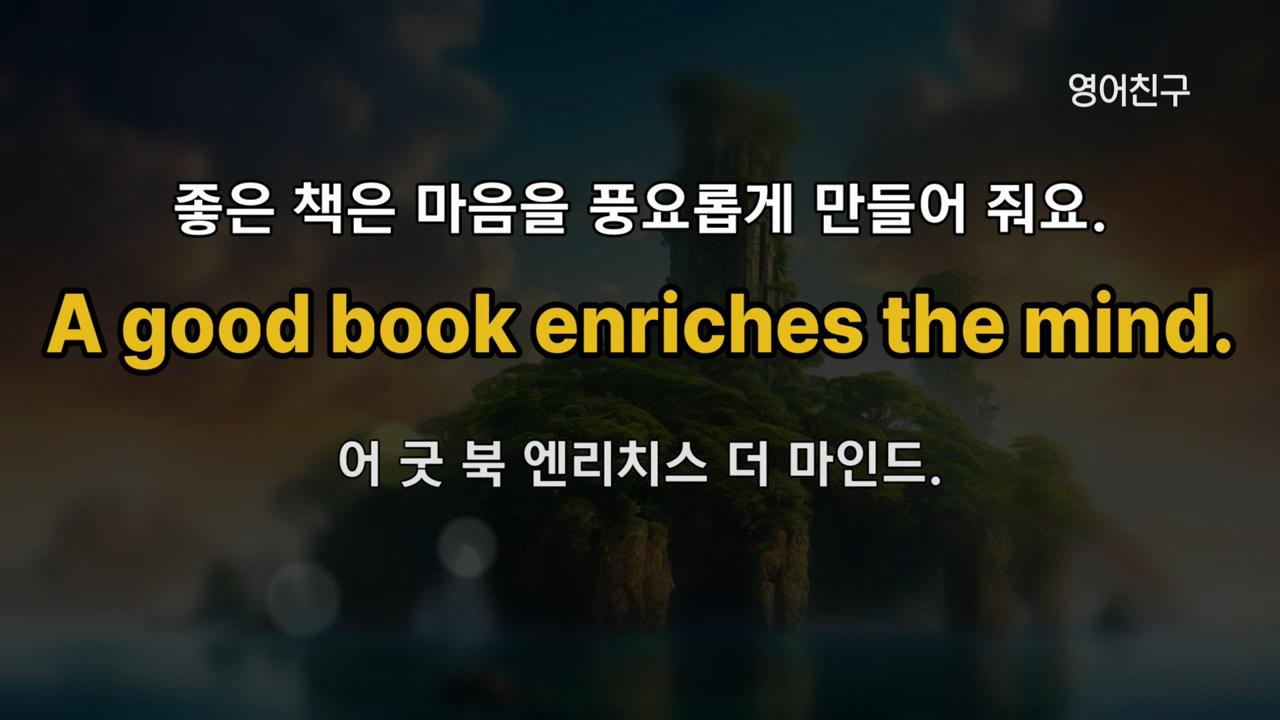 영어친구
좋은 책은 마음을 풍요롭게 만들어 줘요.
A good book enriches the mind.
어 굿 북 엔리치스 더 마인드.